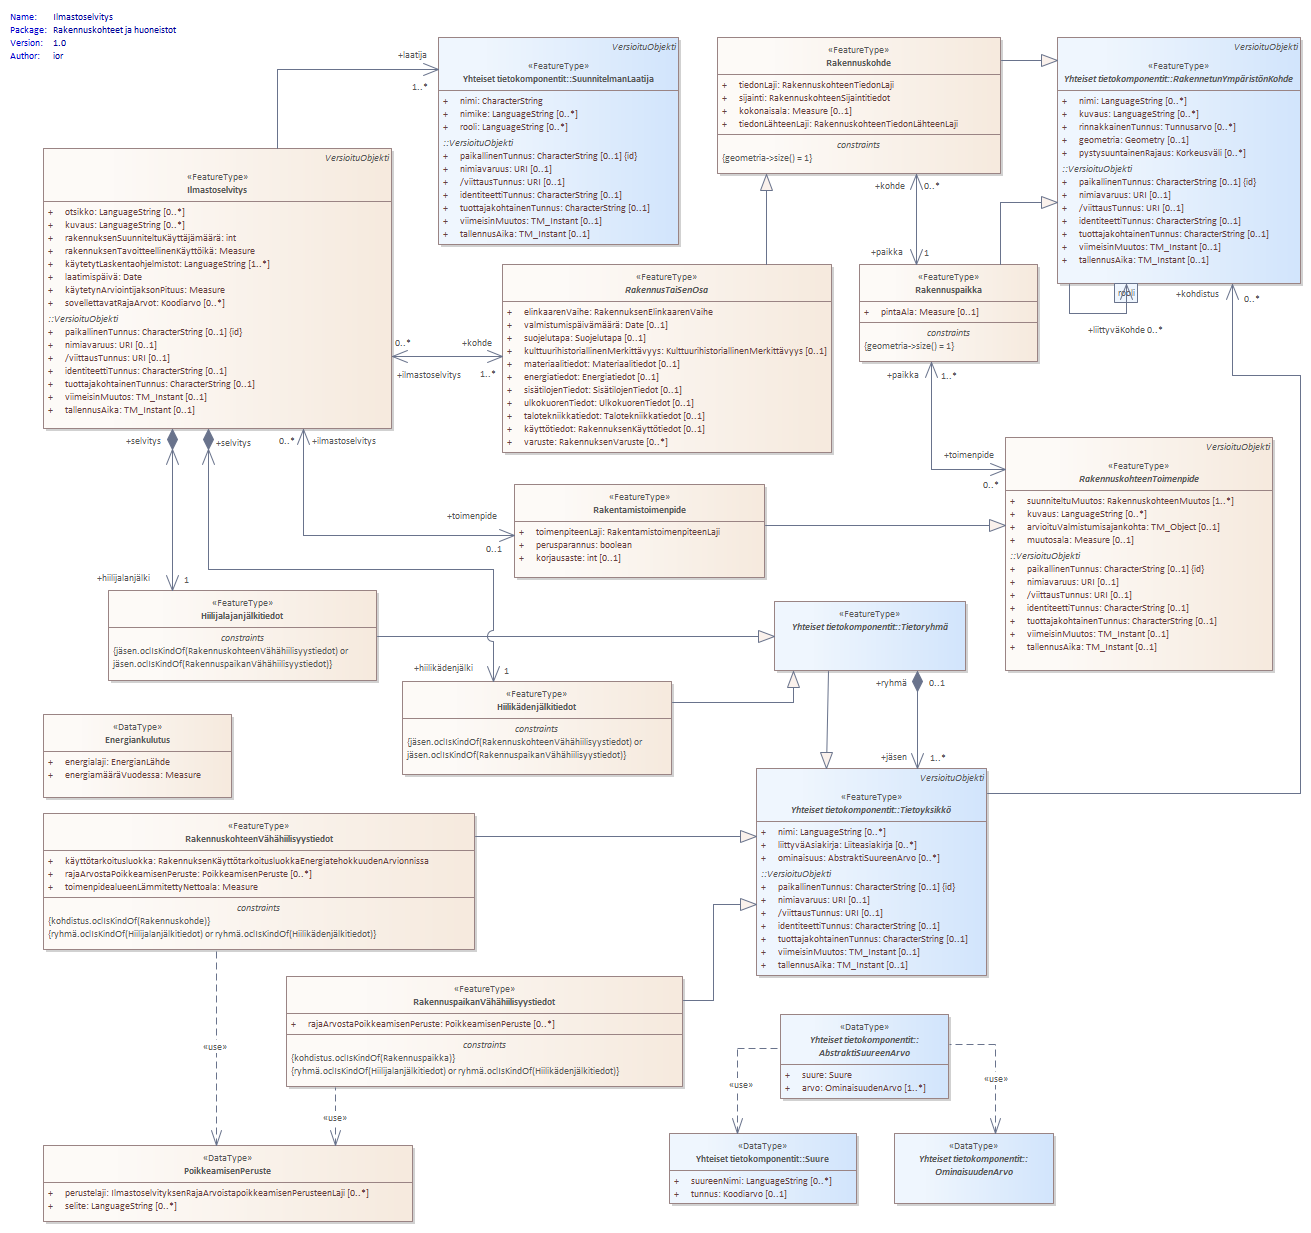 Name: Ilmastoselvitys
Package: Rakennuskohteet ja huoneistot
Version: 1.0
Author: ior
VersioituObjekti
«FeatureType»
Yhteiset tietokomponentit::SuunnitelmanLaatija
+ nimi: CharacterString
+ nimike: LanguageString [0..*]
+ rooli: LanguageString [0..*]
::VersioituObjekti
+ paikallinenTunnus: CharacterString [0..1] {id}
+ nimiavaruus: URI [0..1]
+ /viittausTunnus: URI [0..1]
+ identiteettiTunnus: CharacterString [0..1]
+ tuottajakohtainenTunnus: CharacterString [0..1]
+ viimeisinMuutos: TM_Instant [0..1]
+ tallennusAika: TM_Instant [0..1]
+laatija
1..*
«FeatureType»
Rakennuskohde
+ tiedonLaji: RakennuskohteenTiedonLaji
+ sijainti: RakennuskohteenSijaintitiedot
+ kokonaisala: Measure [0..1]
+ tiedonLähteenLaji: RakennuskohteenTiedonLähteenLaji
constraints
{geometria->size() = 1}
+kohde 0..*
+paikka 1
VersioituObjekti
«FeatureType»
Yhteiset tietokomponentit::RakennetunYmpäristönKohde
+ nimi: LanguageString [0..*]
+ kuvaus: LanguageString [0..*]
+ rinnakkainenTunnus: Tunnusarvo [0..*]
+ geometria: Geometry [0..1]
+ pystysuuntainenRajaus: Korkeusväli [0..*]
::VersioituObjekti
+ paikallinenTunnus: CharacterString [0..1] {id}
+ nimiavaruus: URI [0..1]
+ /viittausTunnus: URI [0..1]
+ identiteettiTunnus: CharacterString [0..1]
+ tuottajakohtainenTunnus: CharacterString [0..1]
+ viimeisinMuutos: TM_Instant [0..1]
+ tallennusAika: TM_Instant [0..1]
rooli
+kohdistus 0..*
+liittyväKohde 0..*
VersioituObjekti
«FeatureType»
Ilmastoselvitys
+ otsikko: LanguageString [0..*]
+ kuvaus: LanguageString [0..*]
+ rakennuksenSuunniteltuKäyttäjämäärä: int
+ rakennuksenTavoitteellinenKäyttöikä: Measure
+ käytetytLaskentaohjelmistot: LanguageString [1..*]
+ laatimispäivä: Date
+ käytetynArviointijaksonPituus: Measure
+ sovellettavatRajaArvot: Koodiarvo [0..*]
::VersioituObjekti
+ paikallinenTunnus: CharacterString [0..1] {id}
+ nimiavaruus: URI [0..1]
+ /viittausTunnus: URI [0..1]
+ identiteettiTunnus: CharacterString [0..1]
+ tuottajakohtainenTunnus: CharacterString [0..1]
+ viimeisinMuutos: TM_Instant [0..1]
+ tallennusAika: TM_Instant [0..1]
0..* +kohde
+ilmastoselvitys 1..*
«FeatureType»
RakennusTaiSenOsa
+ elinkaarenVaihe: RakennuksenElinkaarenVaihe
+ valmistumispäivämäärä: Date [0..1]
+ suojelutapa: Suojelutapa [0..*]
+ kulttuurihistoriallinenMerkittävyys: KulttuurihistoriallinenMerkittävyys [0..1]
+ materiaalitiedot: Materiaalitiedot [0..1]
+ energiatiedot: Energiatiedot [0..1]
+ sisätilojenTiedot: SisätilojenTiedot [0..1]
+ ulkokuorenTiedot: UlkokuorenTiedot [0..1]
+ talotekniikkatiedot: Talotekniikkatiedot [0..1]
+ käyttötiedot: RakennuksenKäyttötiedot [0..1]
+ varuste: RakennuksenVaruste [0..*]
«FeatureType»
Rakennuspaikka
+ pintaAla: Measure [0..1]
constraints
{geometria->size() = 1}
+paikka 1..*
+toimenpide
0..*
VersioituObjekti
«FeatureType»
RakennuskohteenToimenpide
+ suunniteltuMuutos: RakennuskohteenMuutos [1..*]
+ kuvaus: LanguageString [0..*]
+ arvioituValmistumisajankohta: TM_Object [0..1]
+ muutosala: Measure [0..1]
::VersioituObjekti
+ paikallinenTunnus: CharacterString [0..1] {id}
+ nimiavaruus: URI [0..1]
+ /viittausTunnus: URI [0..1]
+ identiteettiTunnus: CharacterString [0..1]
+ tuottajakohtainenTunnus: CharacterString [0..1]
+ viimeisinMuutos: TM_Instant [0..1]
+ tallennusAika: TM_Instant [0..1]
+selvitys +selvitys 0..* +ilmastoselvitys
+toimenpide
0..1
«FeatureType»
Rakentamistoimenpide
+ toimenpiteenLaji: RakentamistoimenpiteenLaji
+ perusparannus: boolean
+ korjausaste: int [0..1]
+hiilijalanjälki 1
«FeatureType»
Hiilijalajanjälkitiedot
constraints
{jäsen.oclIsKindOf(RakennuskohteenVähähiilisyystiedot) or
jäsen.oclIsKindOf(RakennuspaikanVähähiilisyystiedot)}
«FeatureType»
Yhteiset tietokomponentit::Tietoryhmä
+ryhmä 0..1
+jäsen 1..*
+hiilikädenjälki 1
«FeatureType»
Hiilikädenjälkitiedot
constraints
{jäsen.oclIsKindOf(RakennuskohteenVähähiilisyystiedot) or
jäsen.oclIsKindOf(RakennuspaikanVähähiilisyystiedot)}
«DataType»
Energiankulutus
+ energialaji: EnergianLähde
+ energiamääräVuodessa: Measure
VersioituObjekti
«FeatureType»
Yhteiset tietokomponentit::Tietoyksikkö
+ nimi: LanguageString [0..*]
+ liittyväAsiakirja: Liiteasiakirja [0..*]
+ ominaisuus: AbstraktiSuureenArvo [0..*]
::VersioituObjekti
+ paikallinenTunnus: CharacterString [0..1] {id}
+ nimiavaruus: URI [0..1]
+ /viittausTunnus: URI [0..1]
+ identiteettiTunnus: CharacterString [0..1]
+ tuottajakohtainenTunnus: CharacterString [0..1]
+ viimeisinMuutos: TM_Instant [0..1]
+ tallennusAika: TM_Instant [0..1]
«FeatureType»
RakennuskohteenVähähiilisyystiedot
+ käyttötarkoitusluokka: RakennuksenKäyttötarkoitusluokkaEnergiatehokkuudenArvionnissa
+ rajaArvostaPoikkeamisenPeruste: PoikkeamisenPeruste [0..*]
+ toimenpidealueenLämmitettyNettoala: Measure
constraints
{kohdistus.oclIsKindOf(Rakennuskohde)}
{ryhmä.oclIsKindOf(Hiilijalanjälkitiedot) or ryhmä.oclIsKindOf(Hiilikädenjälkitiedot)}
«FeatureType»
RakennuspaikanVähähiilisyystiedot
+ rajaArvostaPoikkeamisenPeruste: PoikkeamisenPeruste [0..*]
constraints
{kohdistus.oclIsKindOf(Rakennuspaikka)}
{ryhmä.oclIsKindOf(Hiilijalanjälkitiedot) or ryhmä.oclIsKindOf(Hiilikädenjälkitiedot)}
«use»
«use»
«DataType»
PoikkeamisenPeruste
+ perustelaji: IlmastoselvityksenRajaArvoistapoikkeamisenPerusteenLaji [0..*]
+ selite: LanguageString [0..*]
«DataType»
Yhteiset tietokomponentit::
AbstraktiSuureenArvo
+ suure: Suure
+ arvo: OminaisuudenArvo [1..*]
«use»
«use»
«DataType»
Yhteiset tietokomponentit::Suure
+ suureenNimi: LanguageString [0..*]
+ tunnus: Koodiarvo [0..1]
«DataType»
Yhteiset tietokomponentit::
OminaisuudenArvo